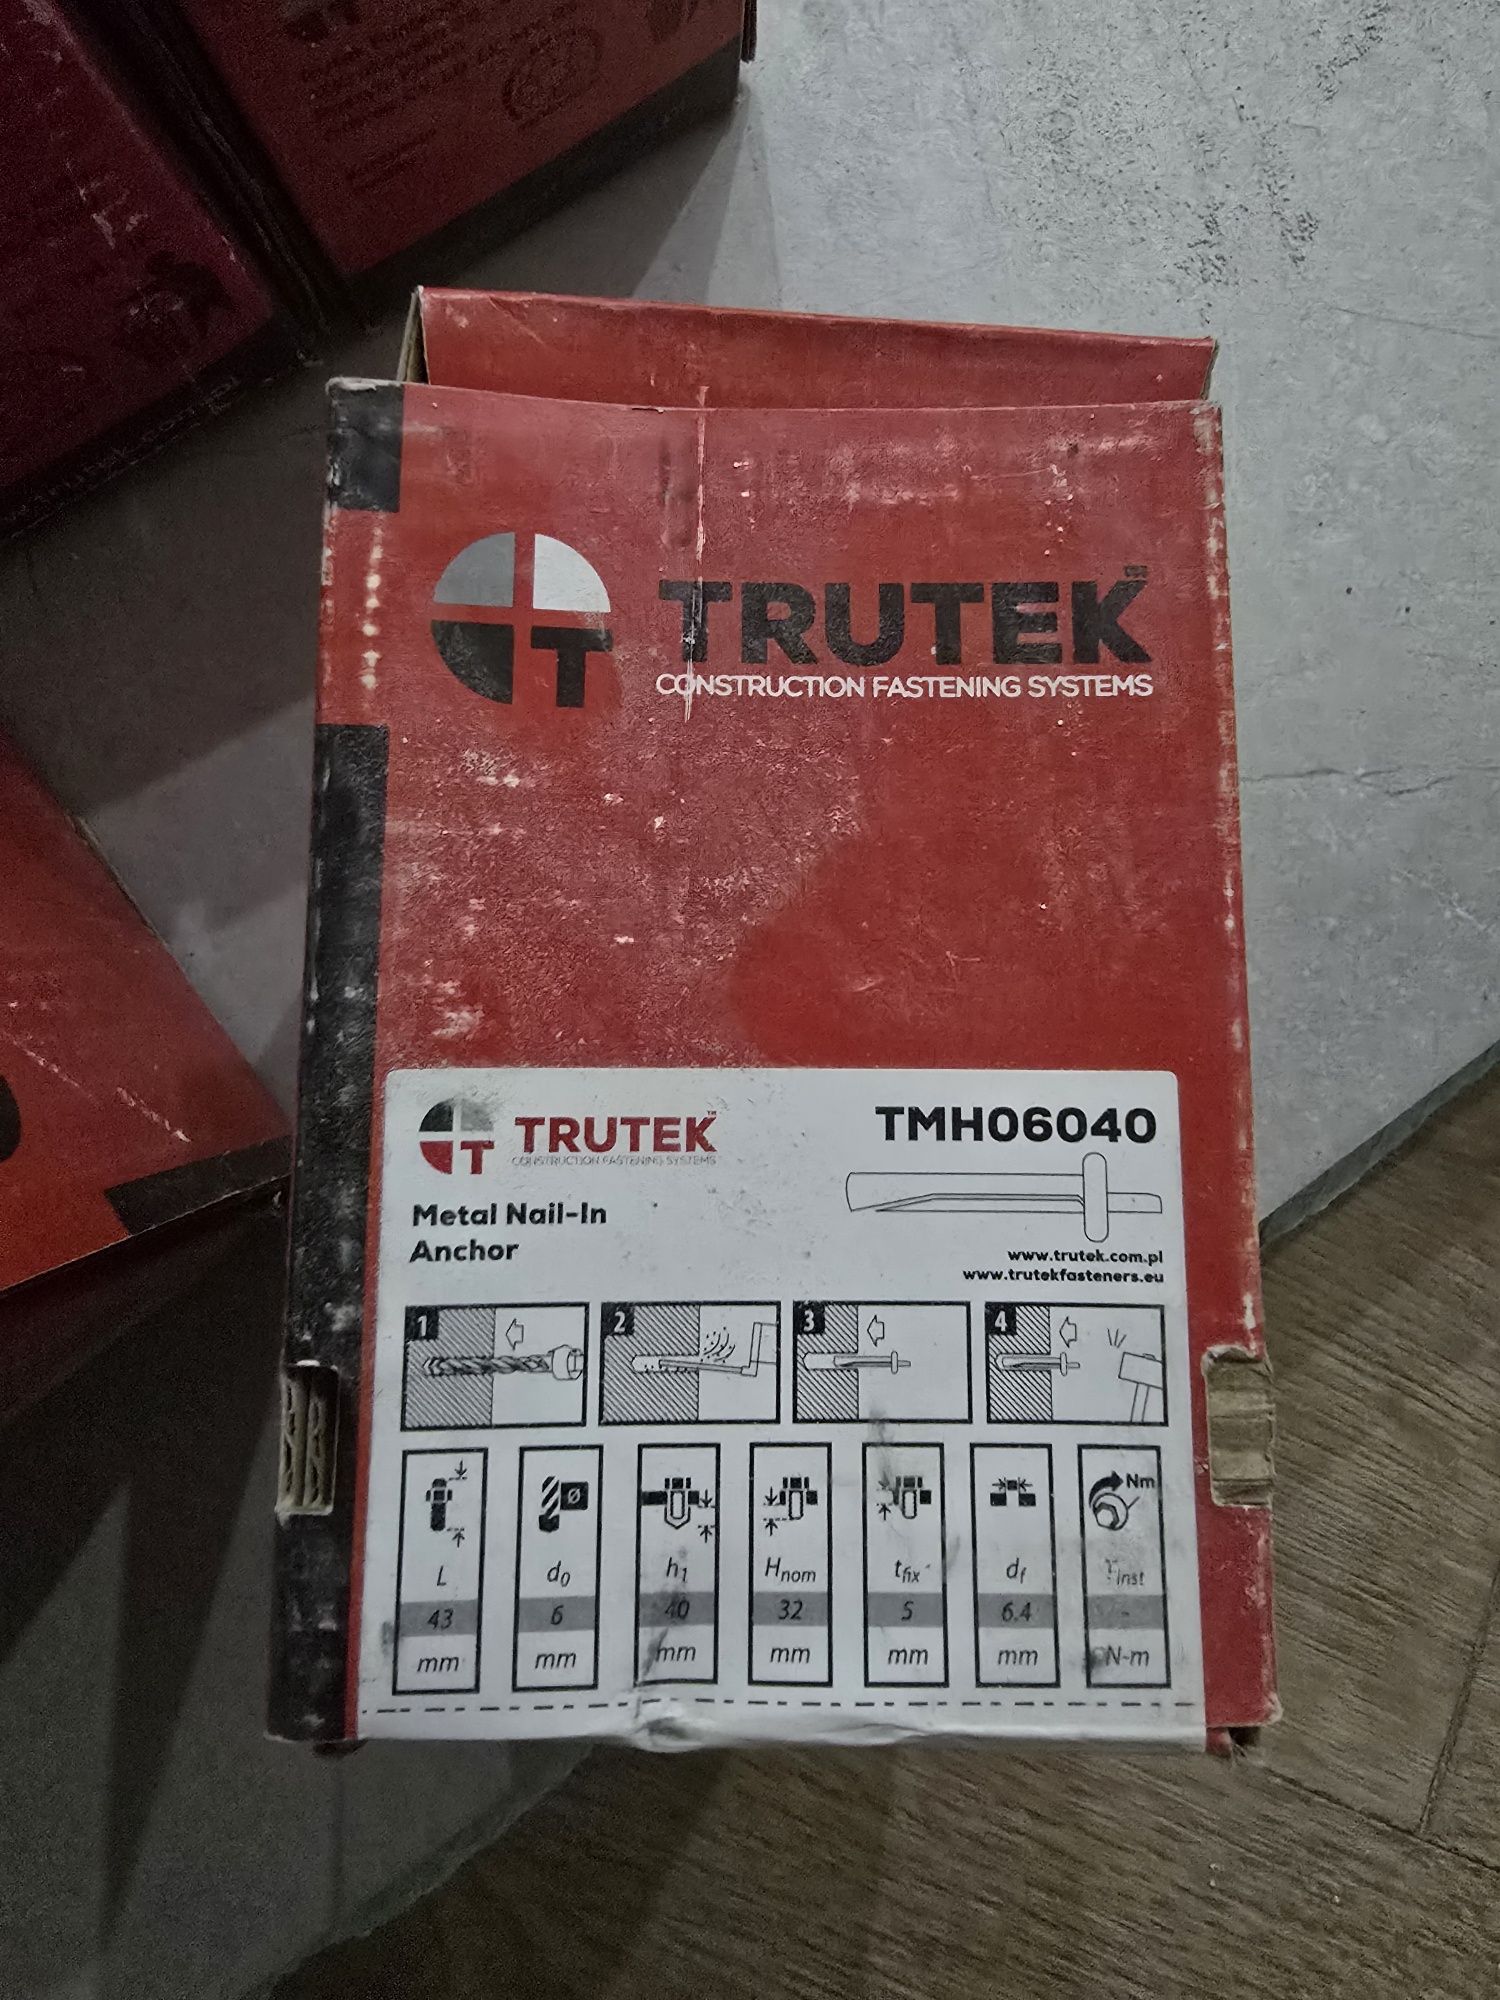 TRUTEK™
CONSTRUCTION FASTENING SYSTEMS
TRUTEK™
CONSTRUCTION FASTENING SYSTEMS
TMH06040
Metal Nail-In
Anchor
www.trutek.com.pl
www.trutekfasteners.eu
1 2 3 4
Ø Nm
L d0 h1 Hnom tfix df Tinst
43 6 40 32 5 6.4 -
mm mm mm mm mm mm N-m